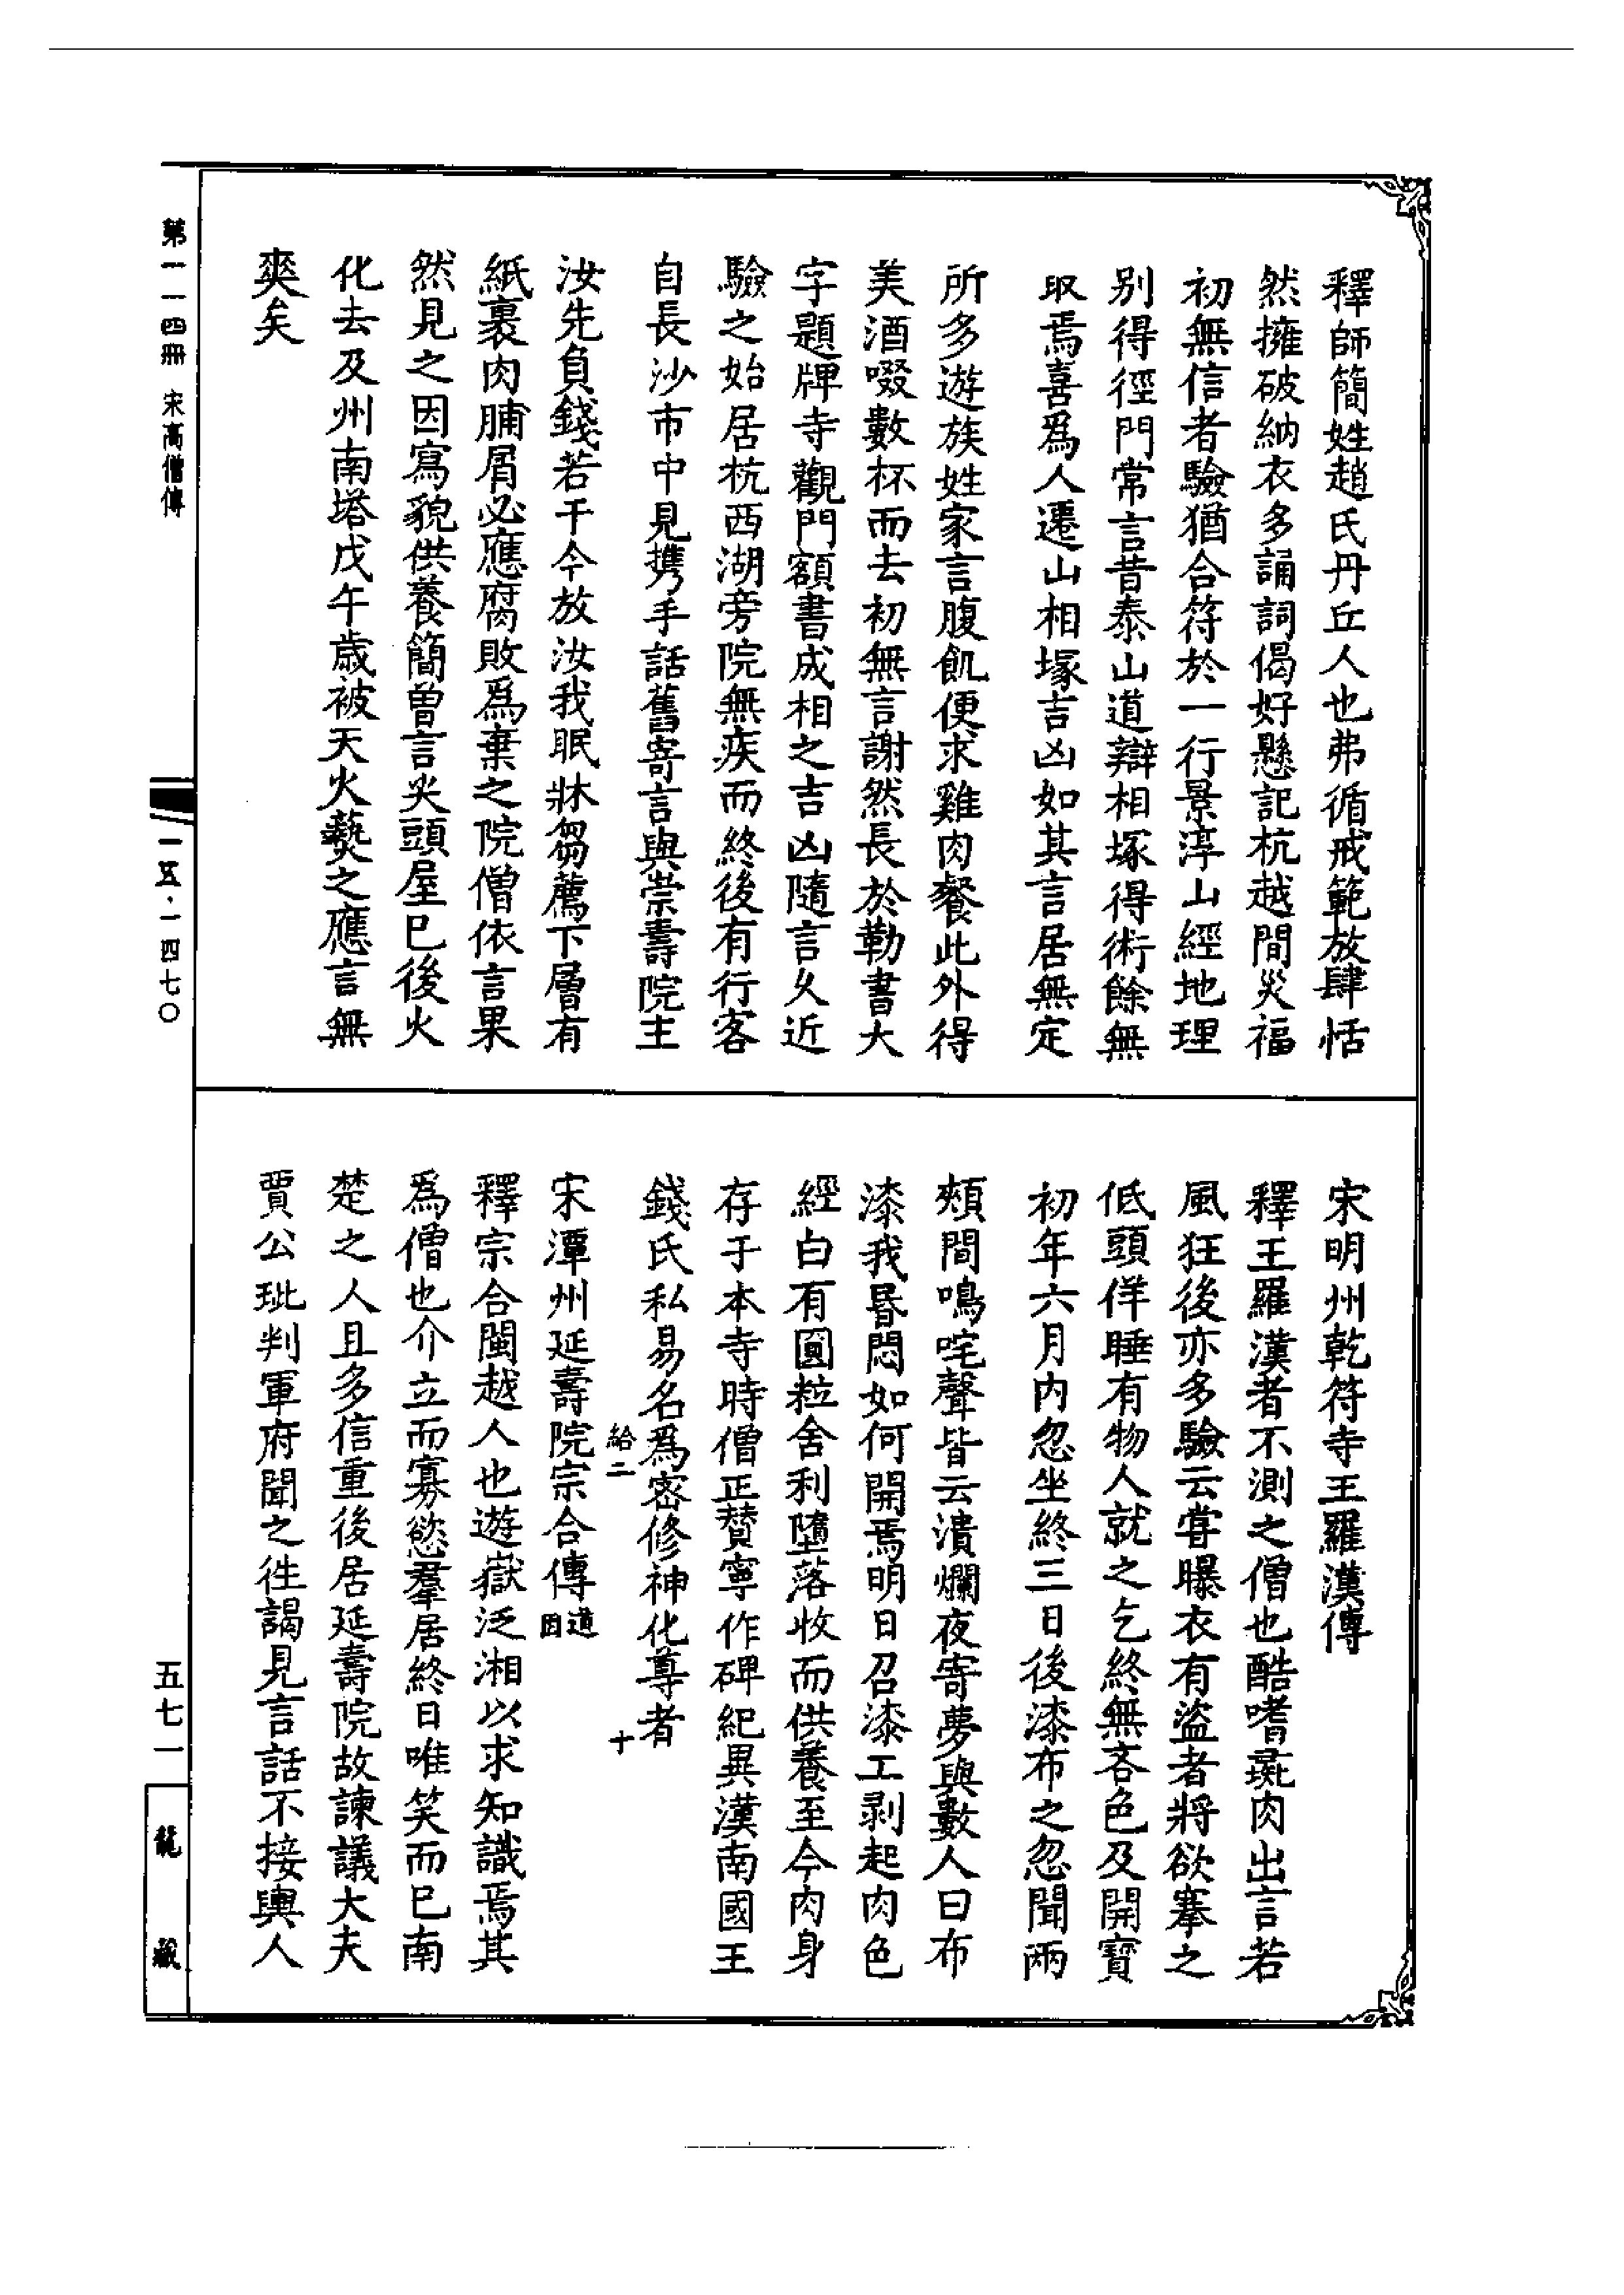 釋師簡姓趙氏丹丘人也弗循戒範放肆恬
然擁破納衣多誦詞偈好懸記杭越間災福
初無信者驗猶合符於一行景淳山經地理
別得徑門常言昔泰山道辯相塚得術餘無
取焉喜爲人遷山相塚吉凶如其言居無定
所多遊族姓家言腹飢便求雞肉餐此外得
美酒啜數杯而去初無言謝然長於勒書大
字題牌寺觀門額書成相之吉凶隨言久近
驗之始居杭西湖旁院無疾而終後有行客
自長沙市中見攜手話舊寄言與崇壽院主
汝先負錢若干今放汝我眠牀芻薦下層有
紙裹肉脯屑必應腐敗爲棄之院僧依言果
然見之因寫貌供養簡曾言夾頭屋巳後火
化去及州南塔戊午歲被天火爇之應言無
爽矣
宋明州乾符寺王羅漢傳
釋王羅漢者不測之僧也酷嗜彘肉出言若
風狂後亦多驗云甞曝衣有盜者將欲搴之
低頭佯睡有物人就之乞終無吝色及開寶
初年六月內忽坐終三日後漆布之忽聞兩
頰間鳴咤聲皆云潰爛夜寄夢與數人曰布
漆我昬悶如何開焉明日召漆工剥起肉色
經白有圓粒舍利墮落收而供養至今肉身
存于本寺時僧正贊寧作碑紀異漢南國王
錢氏私易名爲密修神化尊者
給二 十
宋潭州延壽院宗合傳道因
釋宗合閩越人也遊嶽泛湘以求知識焉其
爲僧也介立而寡慾羣居終日唯笑而巳南
楚之人且多信重後居延壽院故諫議大夫
賈公玭判軍府聞之徃謁見言話不接輿人
第一一四冊 宋高僧傳
一五·一四七〇
五七一
龍藏